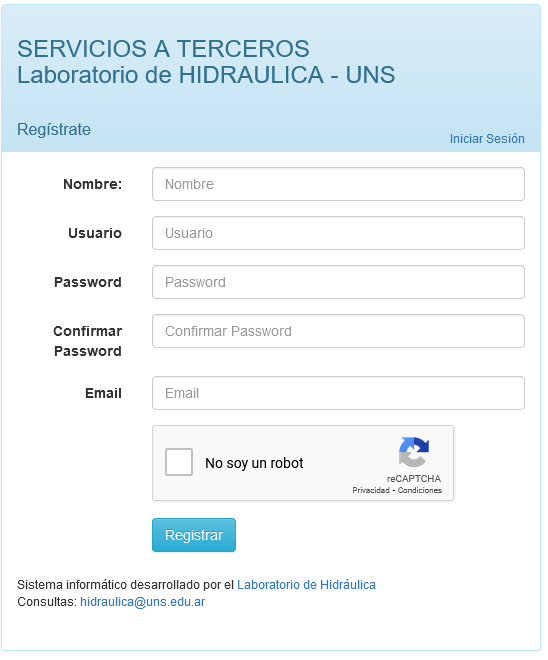 SERVICIOS A TERCEROS
Laboratorio de HIDRAULICA - UNS
Regístrate
Iniciar Sesión
Nombre: Nombre
Usuario Usuario
Password Password
Confirmar Password Confirmar Password
Email Email
No soy un robot
reCAPTCHA
Privacidad - Condiciones
Registrar
Sistema informático desarrollado por el Laboratorio de Hidráulica
Consultas: hidraulica@uns.edu.ar